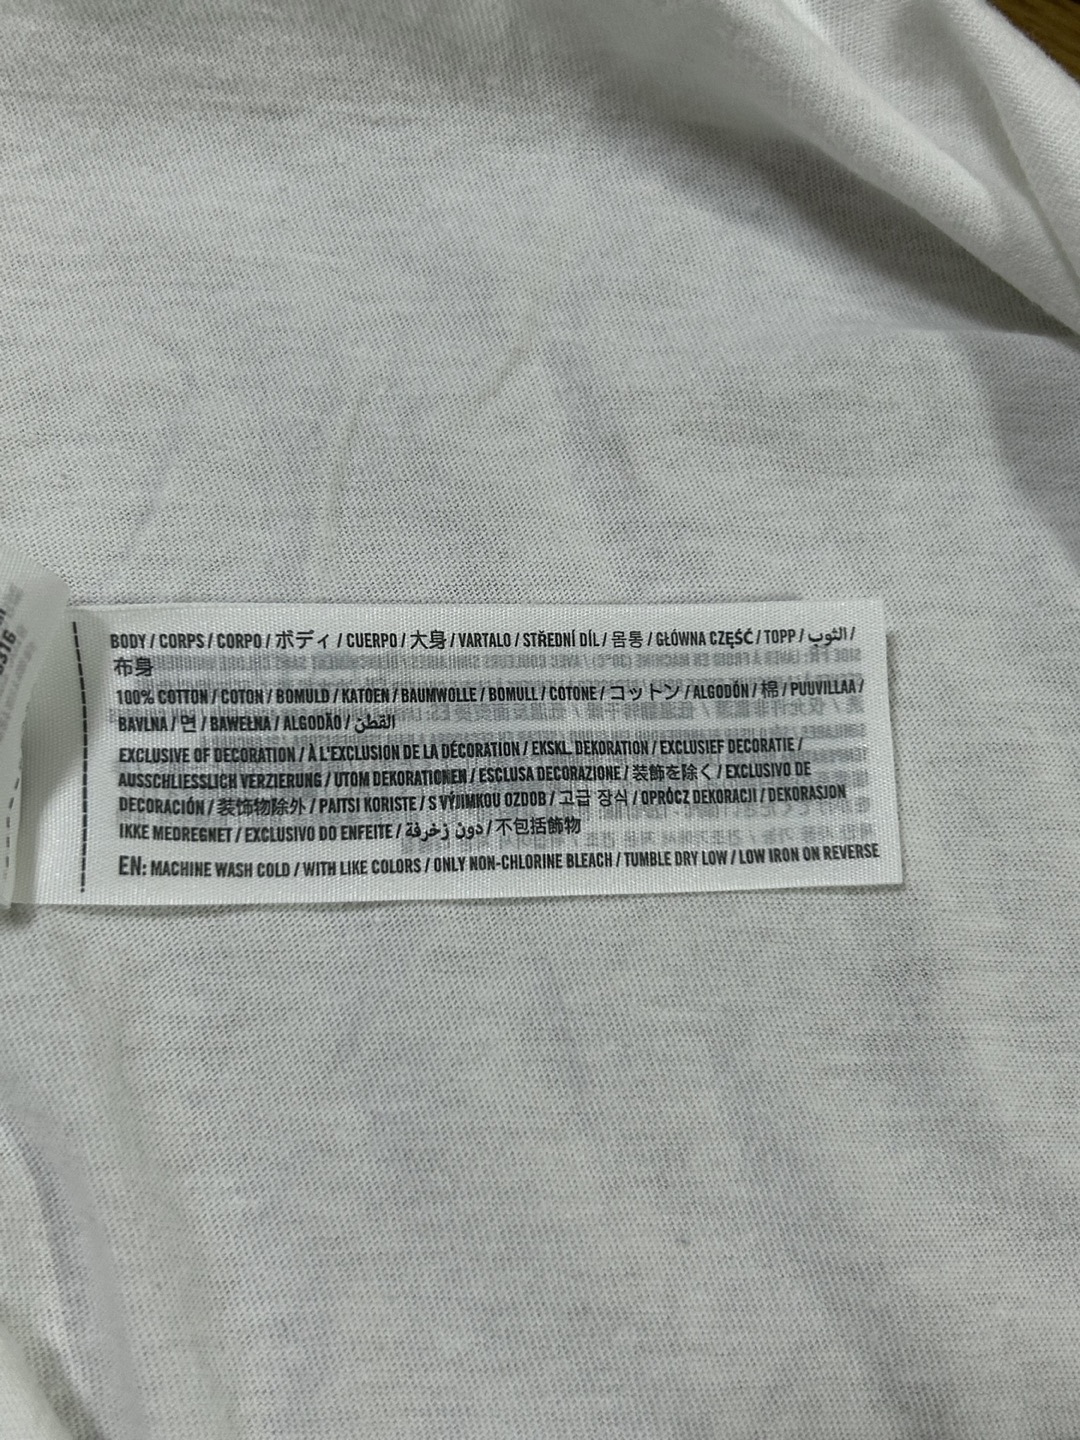 BODY / CORPS / CORPO / ボディ / CUERPO / 大身 / VARTALO / STŘEDNÍ DÍL / 몸통 / GŁÓWNA CZĘŚĆ / TOPP / الثوب /
布身
100% COTTON / COTON / BOMULD / KATOEN / BAUMWOLLE / BOMULL / COTONE / コットン / ALGODÓN / 棉 / PUUVILLAA /
BAVLNA / 면 / BAWEŁNA / ALGODÃO / القطن
EXCLUSIVE OF DECORATION / À L'EXCLUSION DE LA DÉCORATION / EKSKL. DEKORATION / EXCLUSIEF DECORATIE /
AUSSCHLIESSLICH VERZIERUNG / UTOM DEKORATIONEN / ESCLUSA DECORAZIONE / 装飾を除く / EXCLUSIVO DE
DECORACIÓN / 装饰物除外 / PAITSI KORISTE / S VÝJIMKOU OZDOB / 고급 장식 / OPRÓCZ DEKORACJI / DEKORASJON
IKKE MEDREGNET / EXCLUSIVO DO ENFEITE / دون زخرفة / 不包括飾物
EN: MACHINE WASH COLD / WITH LIKE COLORS / ONLY NON-CHLORINE BLEACH / TUMBLE DRY LOW / LOW IRON ON REVERSE